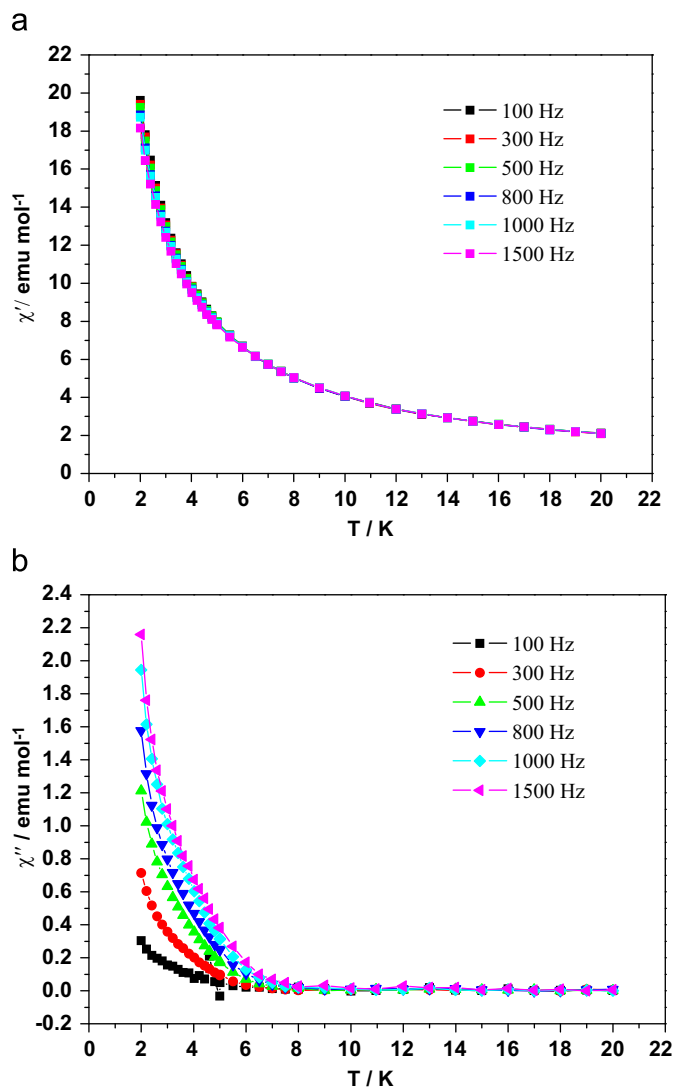 a
22
20
18
16
14
12
10
8
6
4
2
0
χ'/ emu mol-1
100 Hz
300 Hz
500 Hz
800 Hz
1000 Hz
1500 Hz
0 2 4 6 8 10 12 14 16 18 20 22
T / K
b
2.4
2.2
2.0
1.8
1.6
1.4
1.2
1.0
0.8
0.6
0.4
0.2
0.0
-0.2
χ'' / emu mol-1
100 Hz
300 Hz
500 Hz
800 Hz
1000 Hz
1500 Hz
0 2 4 6 8 10 12 14 16 18 20 22
T / K